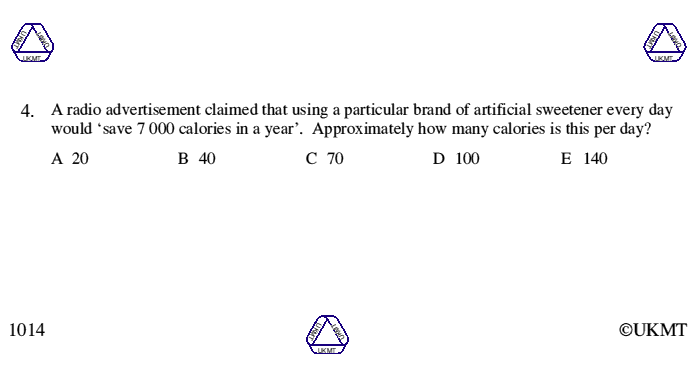 UKMT UKMT UKMT
UKMT UKMT UKMT
4. A radio advertisement claimed that using a particular brand of artificial sweetener every day
would ‘save 7 000 calories in a year’. Approximately how many calories is this per day?
A 20 B 40 C 70 D 100 E 140
1014
UKMT UKMT UKMT
©UKMT